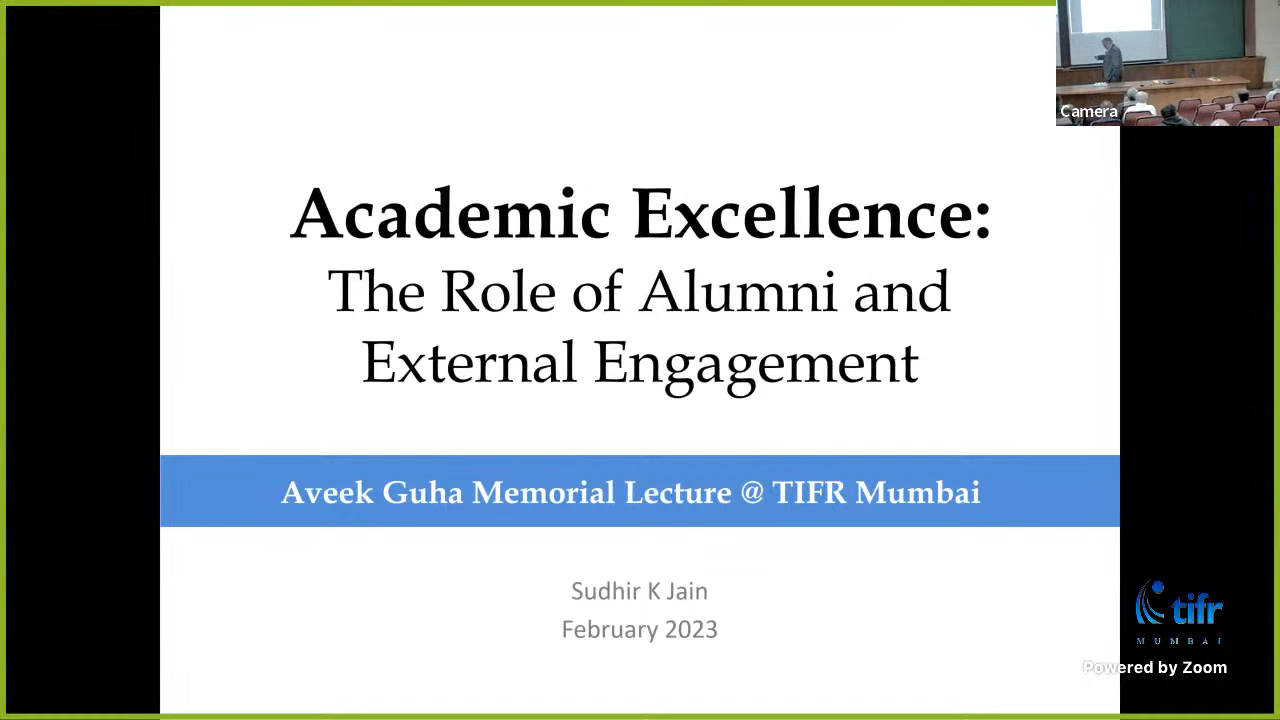 Camera
Academic Excellence:
The Role of Alumni and
External Engagement
Aveek Guha Memorial Lecture @ TIFR Mumbai
Sudhir K Jain
February 2023
tifr
MUMBAI
Powered by Zoom